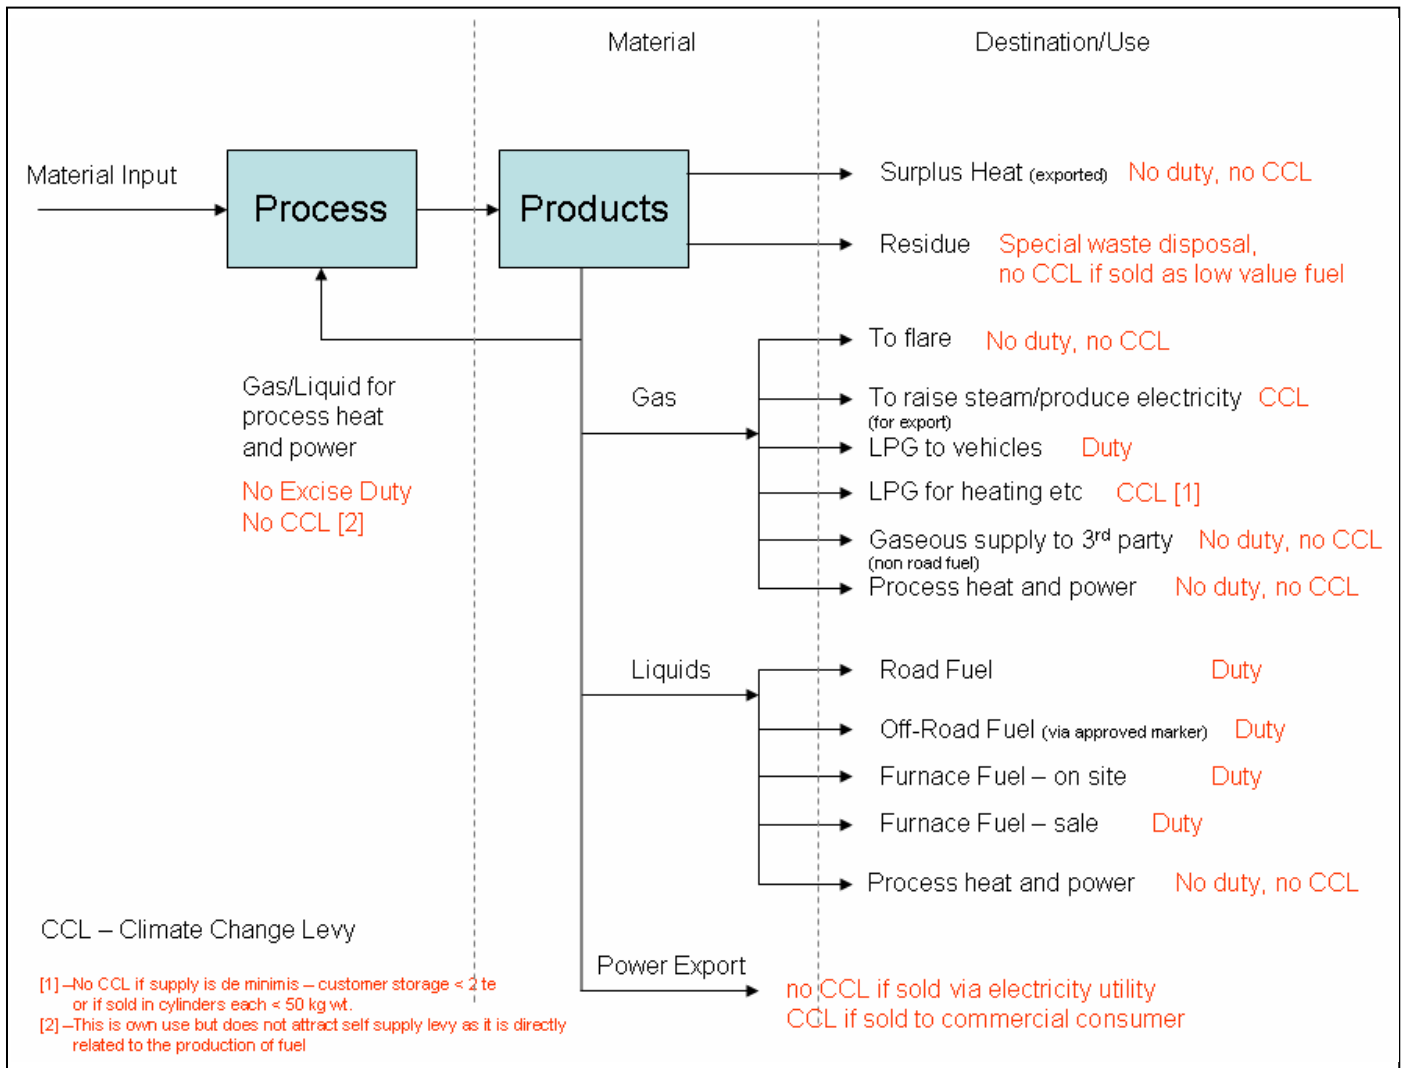 Material
Destination/Use
Material Input
Process
Products
Surplus Heat (exported) No duty, no CCL
Residue Special waste disposal,
no CCL if sold as low value fuel
To flare No duty, no CCL
Gas/Liquid for
process heat
and power
No Excise Duty
No CCL [2]
Gas
To raise steam/produce electricity CCL
(for export)
LPG to vehicles Duty
LPG for heating etc CCL [1]
Gaseous supply to 3rd party No duty, no CCL
(non road fuel)
Process heat and power No duty, no CCL
Liquids
Road Fuel Duty
Off-Road Fuel (via approved marker) Duty
Furnace Fuel – on site Duty
Furnace Fuel – sale Duty
Process heat and power No duty, no CCL
CCL – Climate Change Levy
Power Export
no CCL if sold via electricity utility
CCL if sold to commercial consumer
[1] –No CCL if supply is de minimis – customer storage < 2 te
or if sold in cylinders each < 50 kg wt.
[2] –This is own use but does not attract self supply levy as it is directly
related to the production of fuel